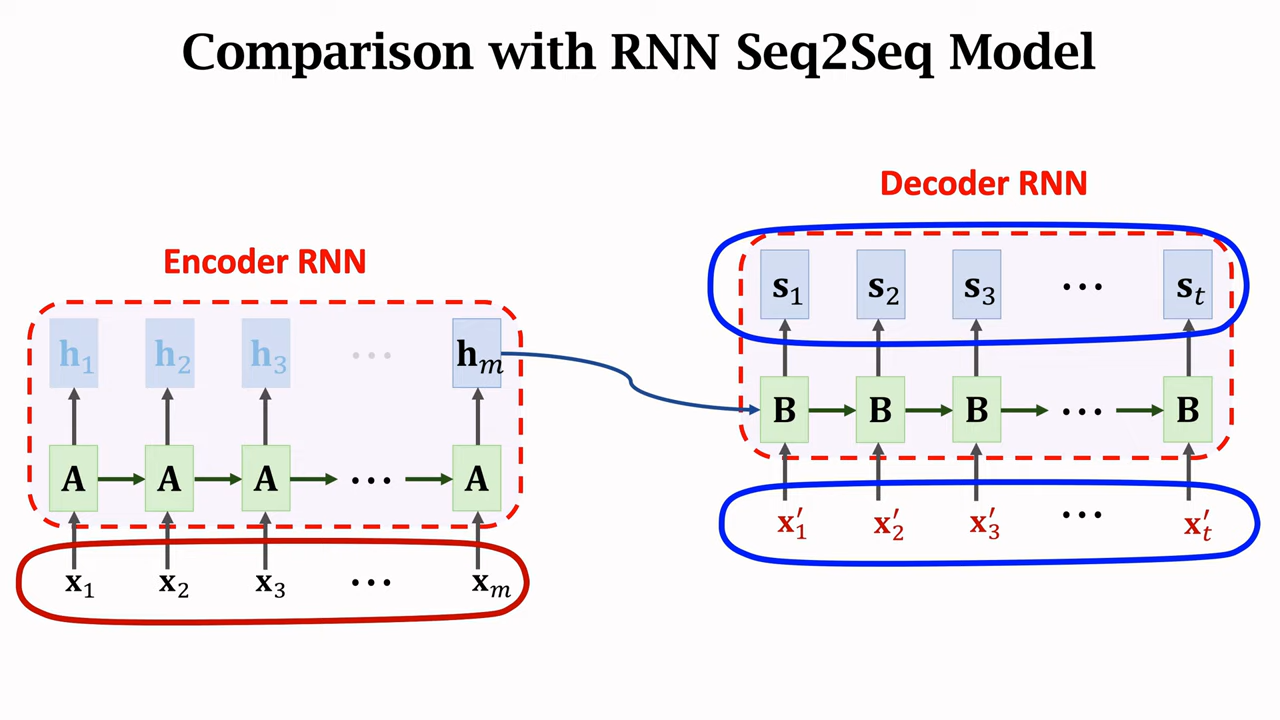 Comparison with RNN Seq2Seq Model
Encoder RNN
h₁ h₂ h₃ ⋯ hₘ
A A A ⋯ A
x₁ x₂ x₃ ⋯ xₘ
Decoder RNN
s₁ s₂ s₃ ⋯ sₜ
B B B ⋯ B
x′₁ x′₂ x′₃ ⋯ x′ₜ